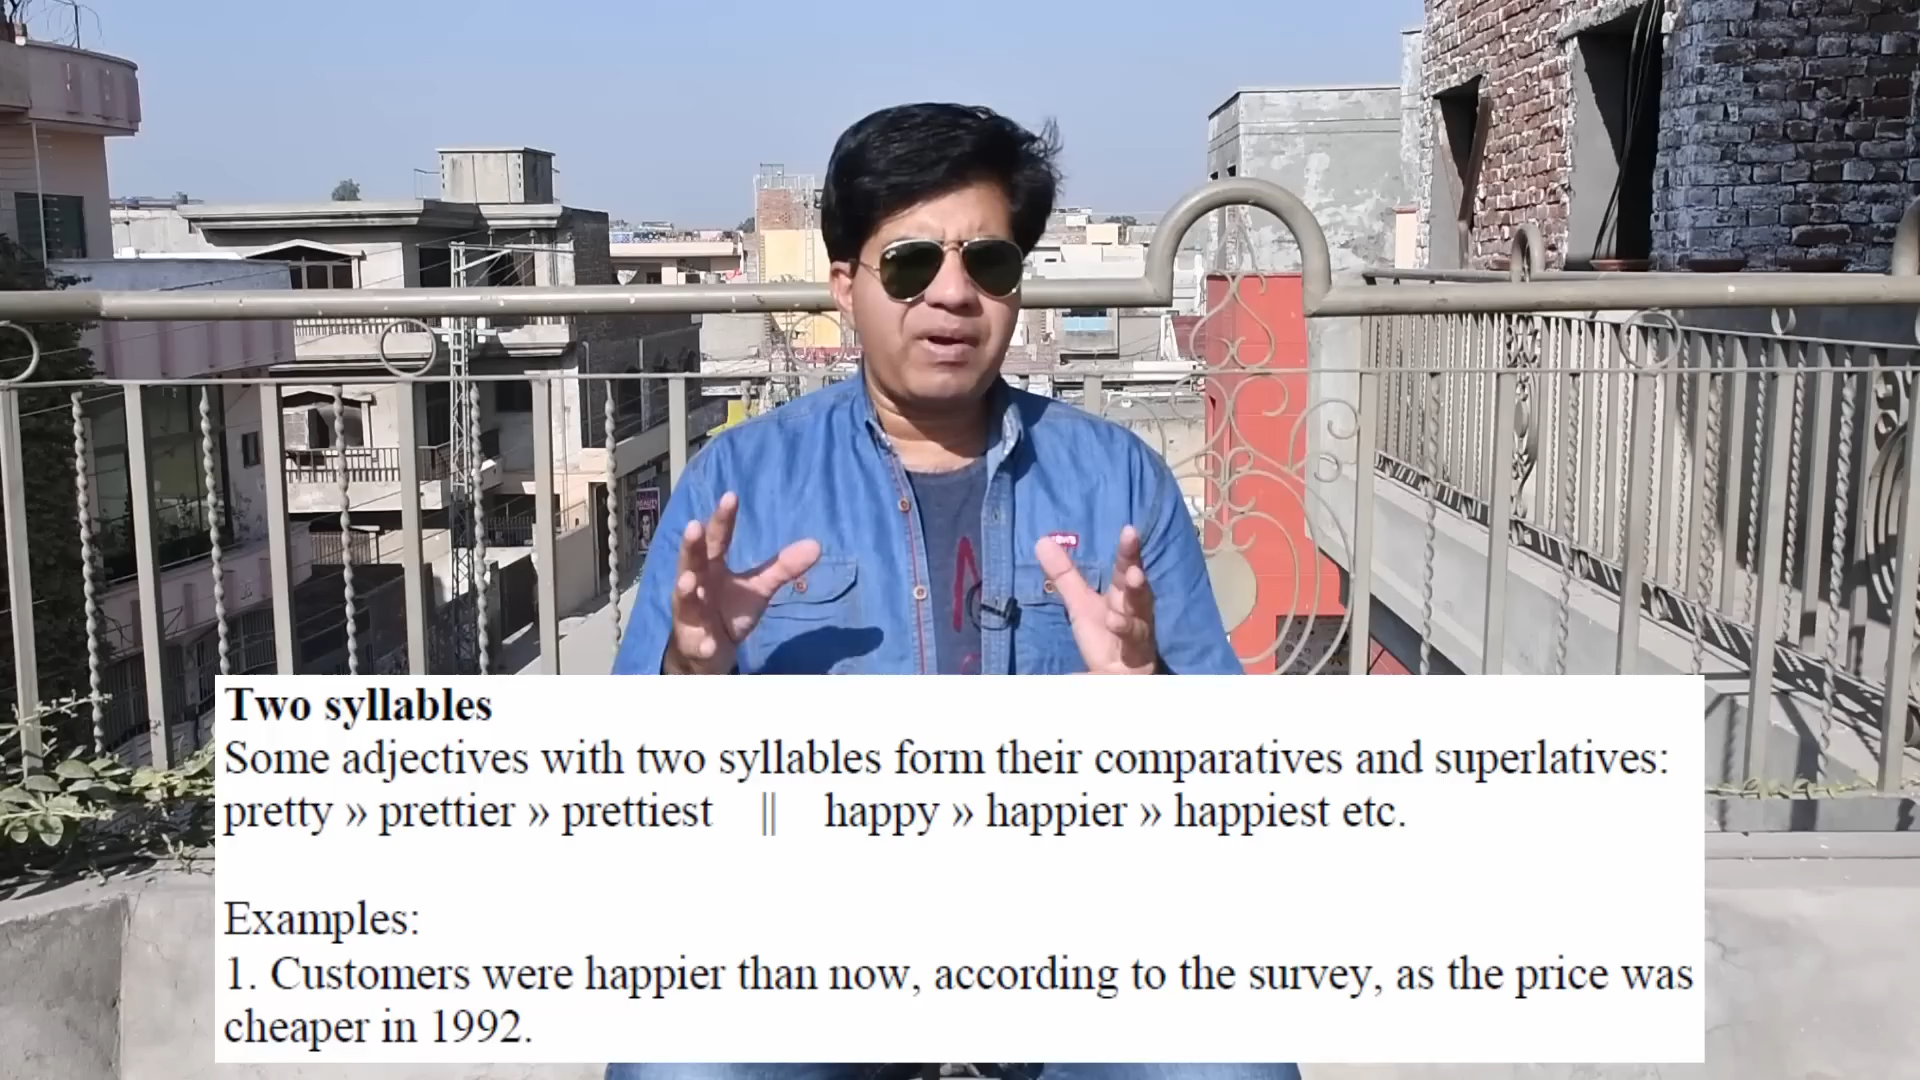 Two syllables
Some adjectives with two syllables form their comparatives and superlatives:
pretty » prettier » prettiest || happy » happier » happiest etc.
Examples:
1. Customers were happier than now, according to the survey, as the price was
cheaper in 1992.